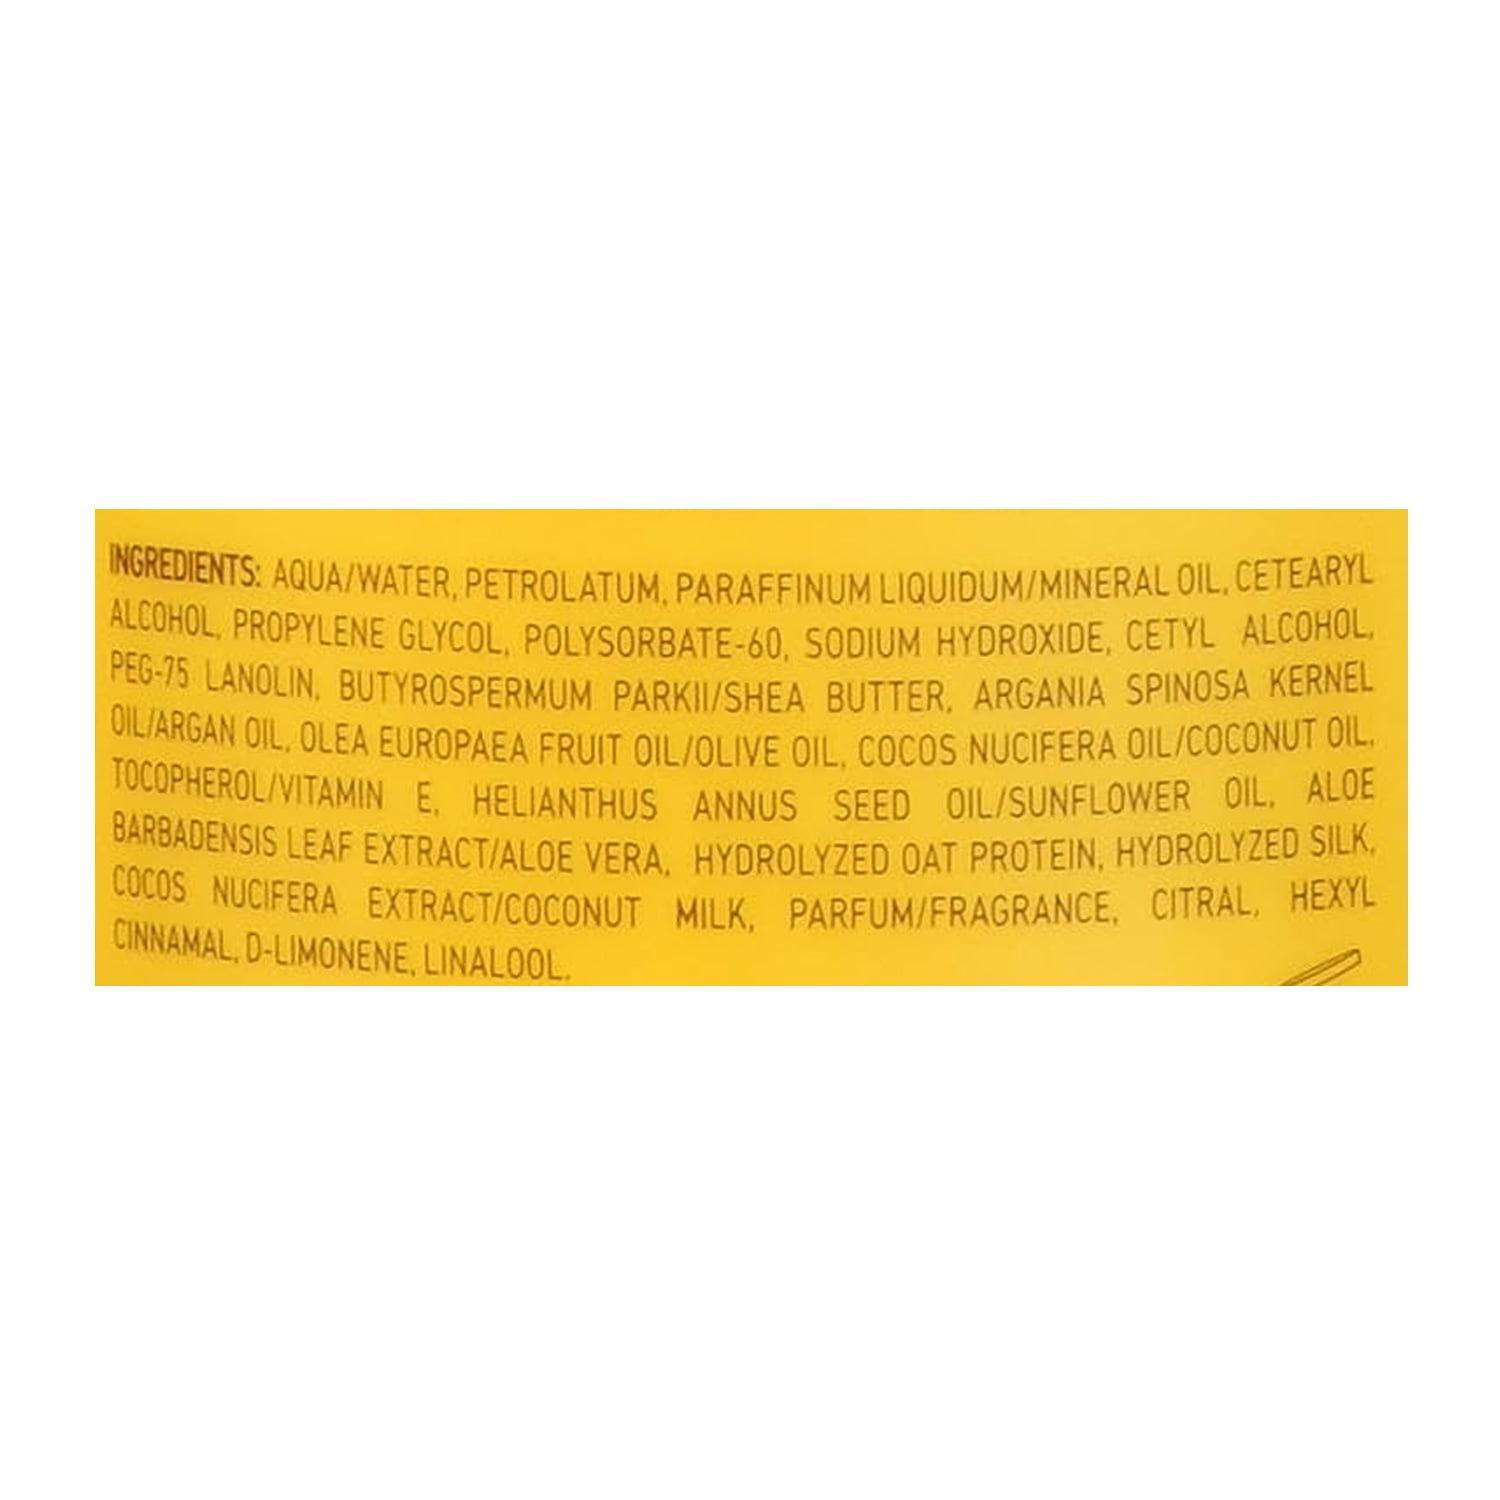 INGREDIENTS: AQUA/WATER, PETROLATUM, PARAFFINUM LIQUIDUM/MINERAL OIL, CETEARYL
ALCOHOL, PROPYLENE GLYCOL, POLYSORBATE-60, SODIUM HYDROXIDE, CETYL ALCOHOL,
PEG-75 LANOLIN, BUTYROSPERMUM PARKII/SHEA BUTTER, ARGANIA SPINOSA KERNEL
OIL/ARGAN OIL, OLEA EUROPAEA FRUIT OIL/OLIVE OIL, COCOS NUCIFERA OIL/COCONUT OIL,
TOCOPHEROL/VITAMIN E, HELIANTHUS ANNUS SEED OIL/SUNFLOWER OIL, ALOE
BARBADENSIS LEAF EXTRACT/ALOE VERA, HYDROLYZED OAT PROTEIN, HYDROLYZED SILK,
COCOS NUCIFERA EXTRACT/COCONUT MILK, PARFUM/FRAGRANCE, CITRAL, HEXYL
CINNAMAL, D-LIMONENE, LINALOOL.